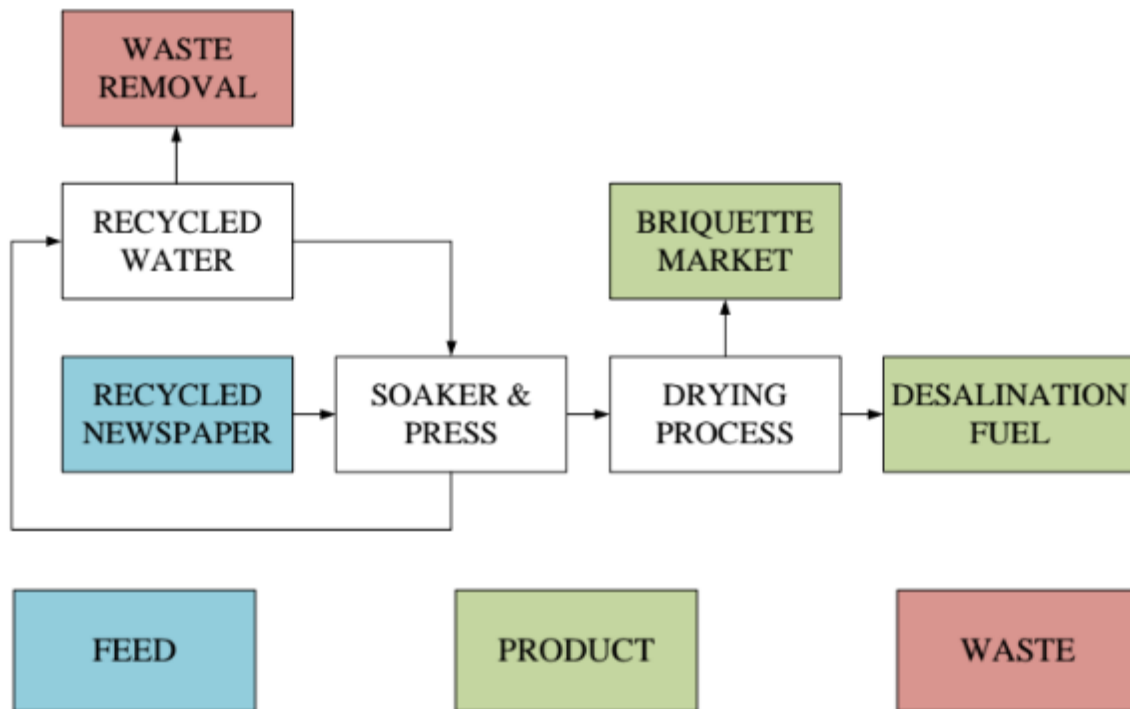 WASTE
REMOVAL
RECYCLED
WATER
BRIQUETTE
MARKET
RECYCLED
NEWSPAPER
SOAKER &
PRESS
DRYING
PROCESS
DESALINATION
FUEL
FEED
PRODUCT
WASTE